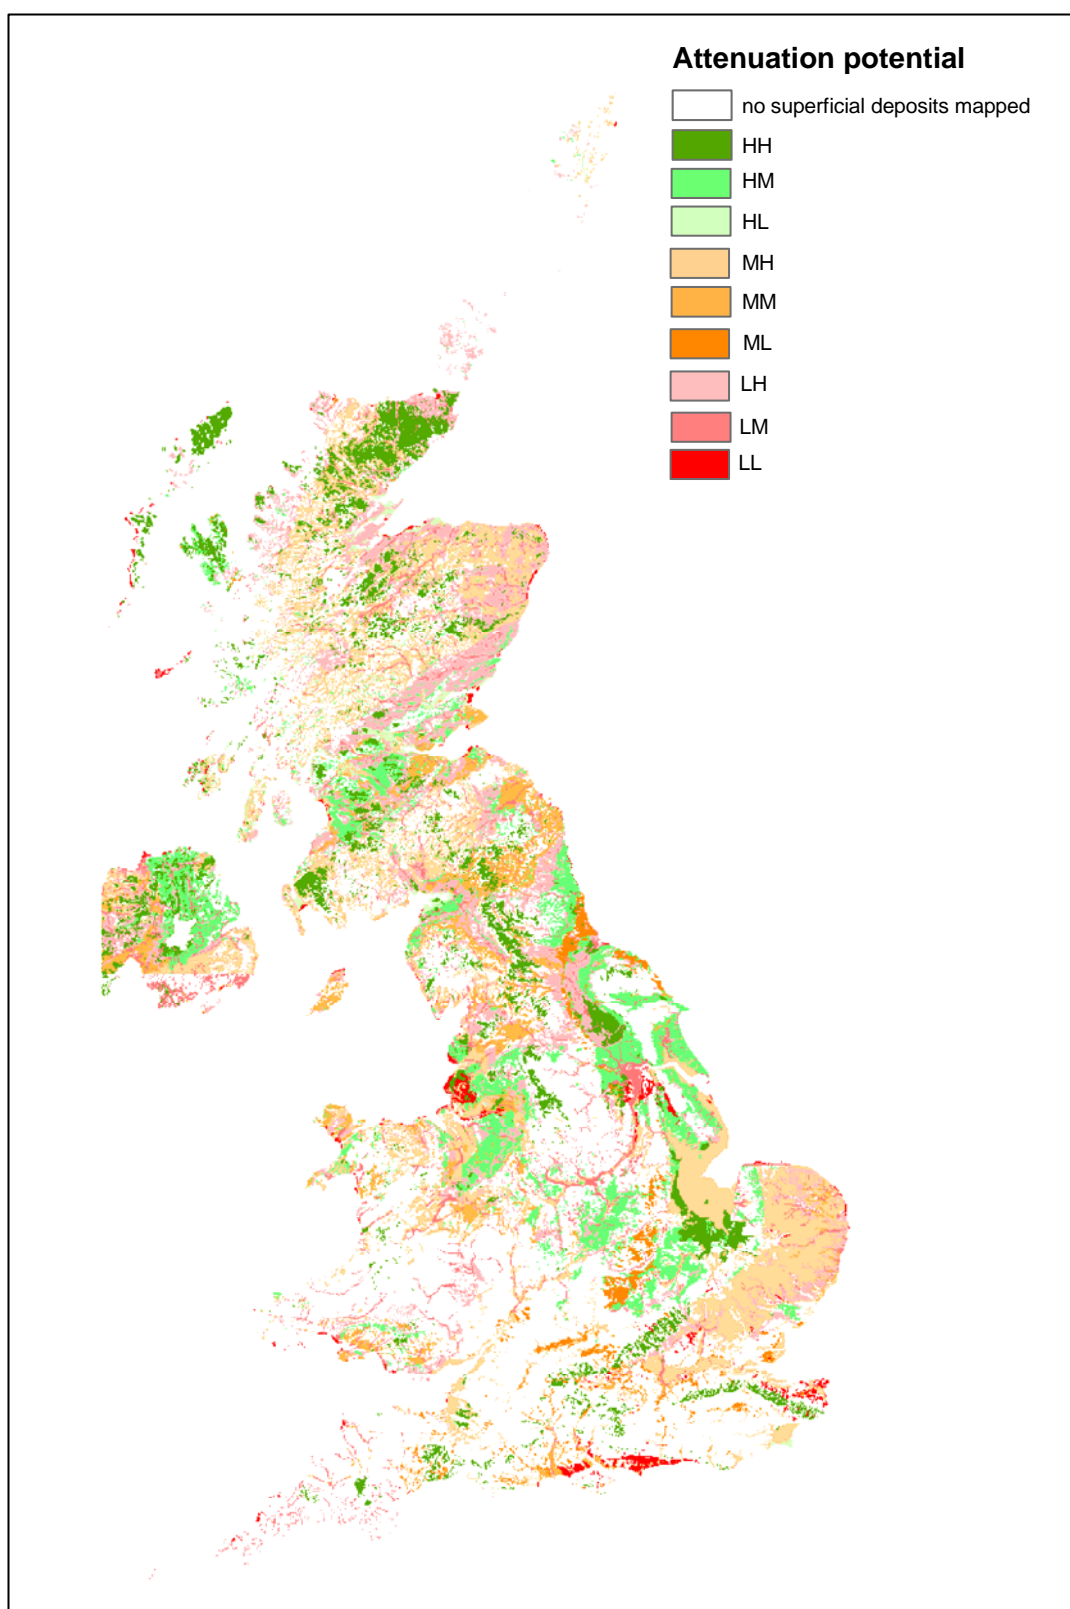 Attenuation potential
no superficial deposits mapped
HH
HM
HL
MH
MM
ML
LH
LM
LL